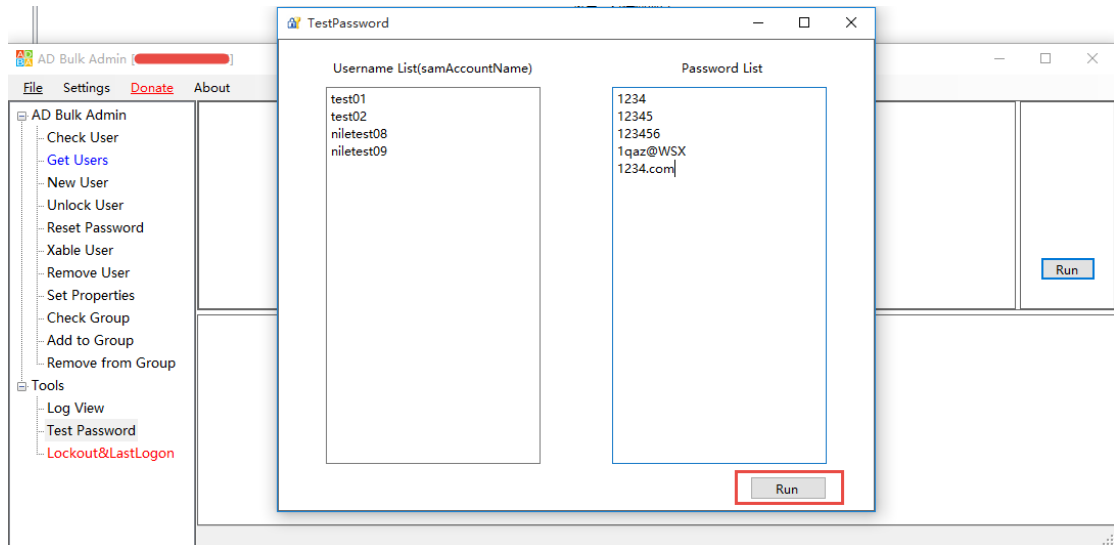 TestPassword
AD Bulk Admin [ ]
File Settings Donate About
Username List(samAccountName)
Password List
test01
test02
niletest08
niletest09
1234
12345
123456
1qaz@WSX
1234.com
Run
AD Bulk Admin
Check User
Get Users
New User
Unlock User
Reset Password
Xable User
Remove User
Set Properties
Check Group
Add to Group
Remove from Group
Tools
Log View
Test Password
Lockout&LastLogon
Run